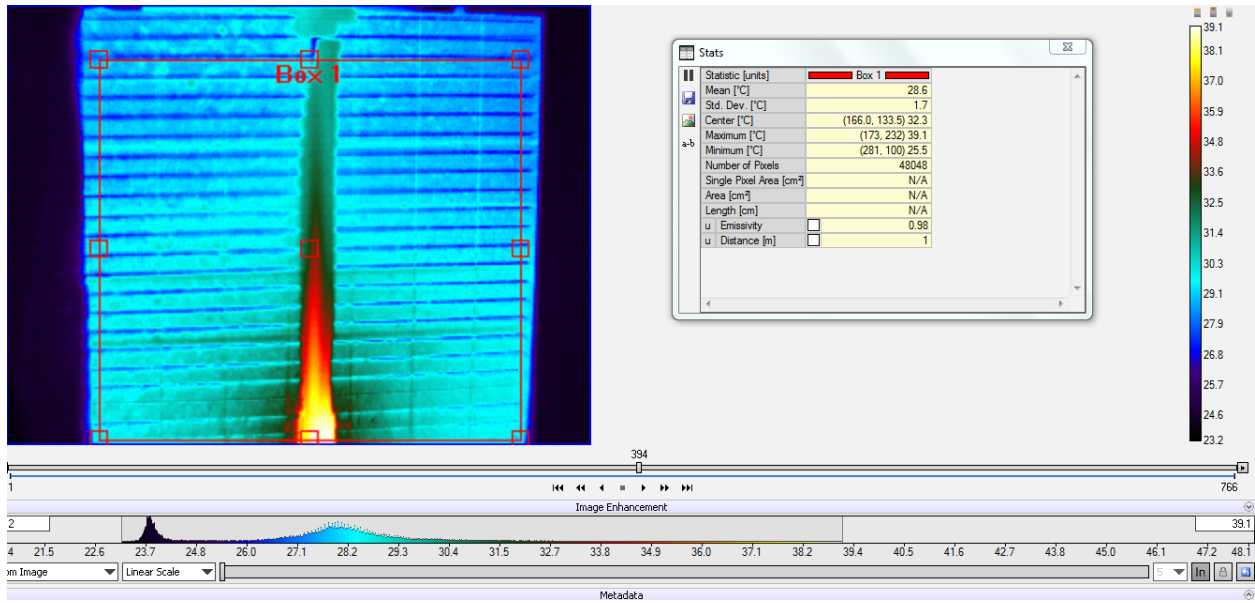 Box 1
39.1
38.1
37.0
35.9
34.8
33.6
32.5
31.4
30.3
29.1
27.9
26.8
25.7
24.6
23.2
Stats
Statistic [units] Box 1
Mean [°C] 28.6
Std. Dev. [°C] 1.7
Center [°C] (166.0, 133.5) 32.3
Maximum [°C] (173, 232) 39.1
Minimum [°C] (281, 100) 25.5
Number of Pixels 48048
Single Pixel Area [cm²] N/A
Area [cm²] N/A
Length [cm] N/A
u Emissivity 0.98
u Distance [m] 1
a-b
394
1 766
Image Enhancement
2 39.1
4 21.5 22.6 23.7 24.8 26.0 27.1 28.2 29.3 30.4 31.5 32.7 33.8 34.9 36.0 37.1 38.2 39.4 40.5 41.6 42.7 43.8 45.0 46.1 47.2 48.1
om Image Linear Scale 5 In
Metadata